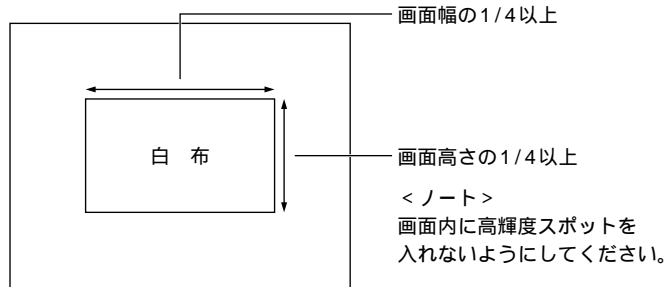 画面幅の1/4以上
白 布
画面高さの1/4以上
<ノート>
画面内に高輝度スポットを
入れないようにしてください。